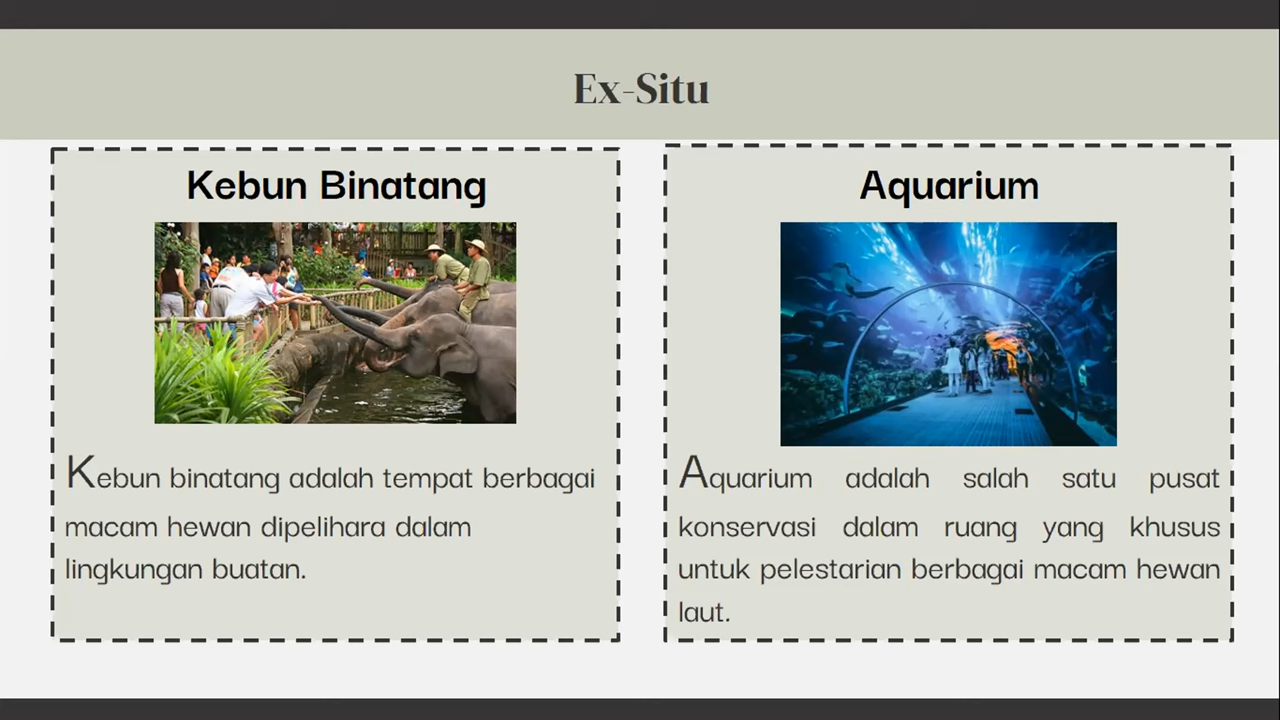 Ex-Situ
Kebun Binatang
Kebun binatang adalah tempat berbagai
macam hewan dipelihara dalam
lingkungan buatan.
Aquarium
Aquarium adalah salah satu pusat
konservasi dalam ruang yang khusus
untuk pelestarian berbagai macam hewan
laut.